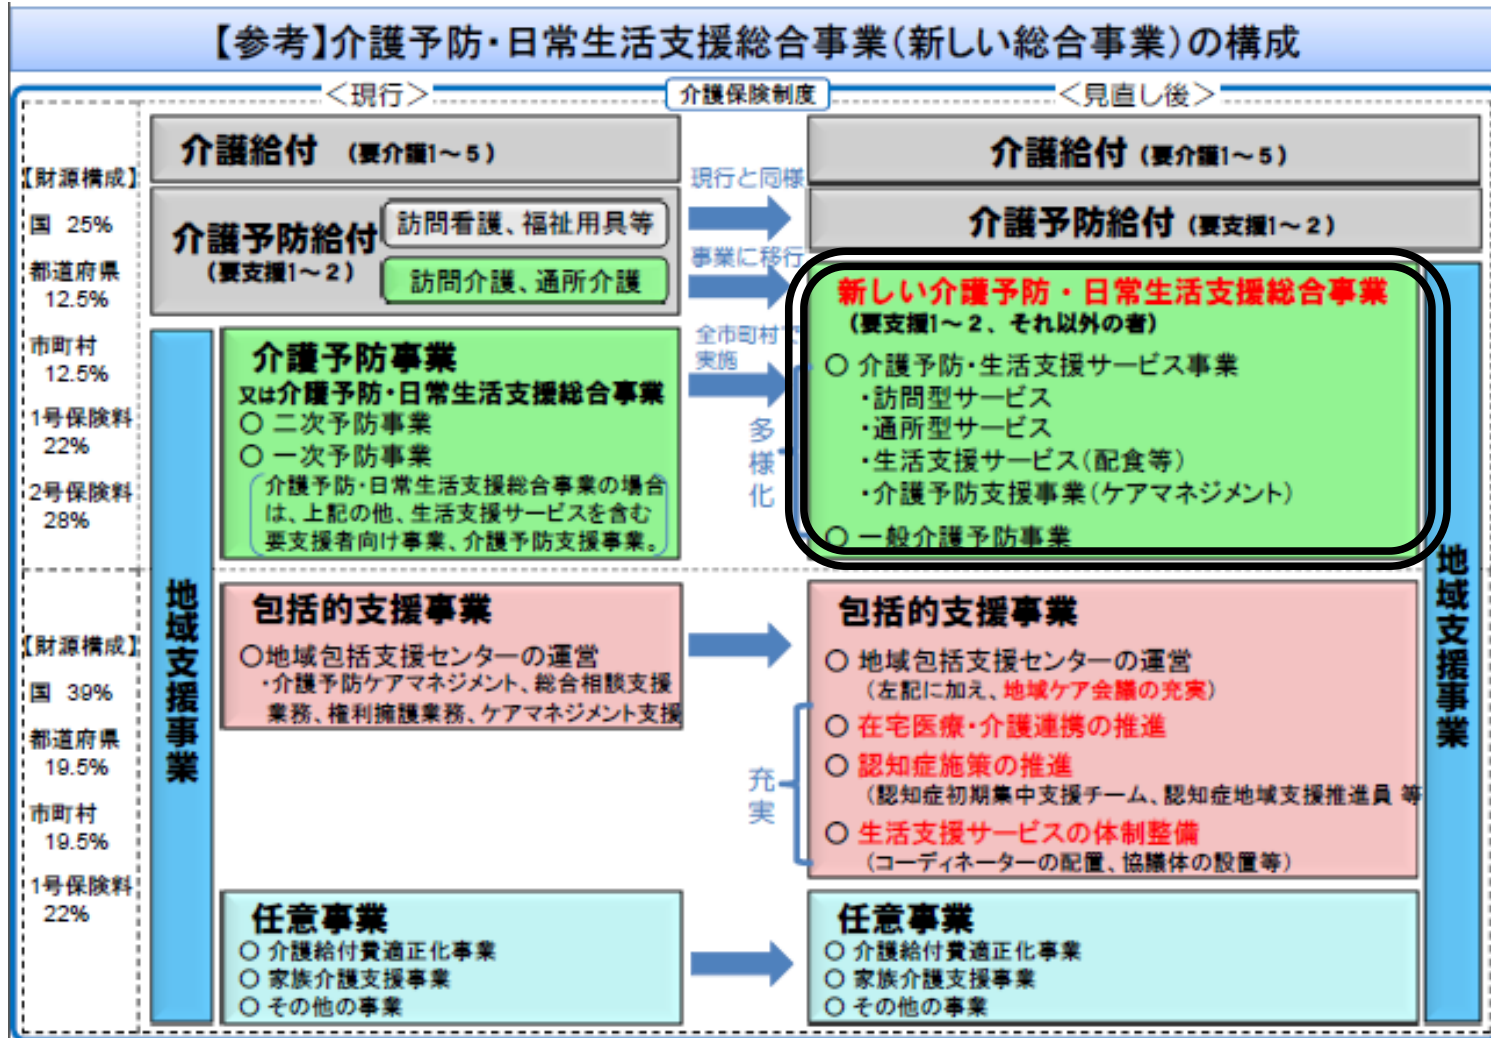 【参考】介護予防・日常生活支援総合事業(新しい総合事業)の構成
＜現行＞
介護保険制度
＜見直し後＞
【財源構成】
国 25%
都道府県
12.5%
市町村
12.5%
1号保険料
22%
2号保険料
28%
【財源構成】
国 39%
都道府県
19.5%
市町村
19.5%
1号保険料
22%
介護給付 (要介護1～5)
介護予防給付
(要支援1～2)
訪問看護、福祉用具等
訪問介護、通所介護
地域支援事業
介護予防事業
又は介護予防・日常生活支援総合事業
○ 二次予防事業
○ 一次予防事業
介護予防・日常生活支援総合事業の場合
は、上記の他、生活支援サービスを含む
要支援者向け事業、介護予防支援事業。
包括的支援事業
○地域包括支援センターの運営
・介護予防ケアマネジメント、総合相談支援
業務、権利擁護業務、ケアマネジメント支援
任意事業
○ 介護給付費適正化事業
○ 家族介護支援事業
○ その他の事業
現行と同様
事業に移行
全市町村で
実施
多様化
充実
介護給付 (要介護1～5)
介護予防給付 (要支援1～2)
新しい介護予防・日常生活支援総合事業
(要支援1～2、それ以外の者)
○ 介護予防・生活支援サービス事業
・訪問型サービス
・通所型サービス
・生活支援サービス(配食等)
・介護予防支援事業(ケアマネジメント)
○ 一般介護予防事業
包括的支援事業
○ 地域包括支援センターの運営
(左記に加え、地域ケア会議の充実)
○ 在宅医療・介護連携の推進
○ 認知症施策の推進
(認知症初期集中支援チーム、認知症地域支援推進員 等
○ 生活支援サービスの体制整備
(コーディネーターの配置、協議体の設置等)
任意事業
○ 介護給付費適正化事業
○ 家族介護支援事業
○ その他の事業
地域支援事業